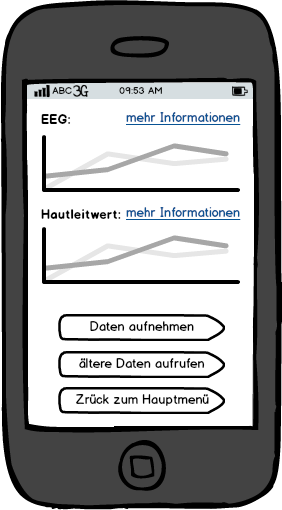 ABC 3G 09:53 AM
EEG: mehr Informationen
Hautleitwert: mehr Informationen
Daten aufnehmen
ältere Daten aufrufen
Zrück zum Hauptmenü